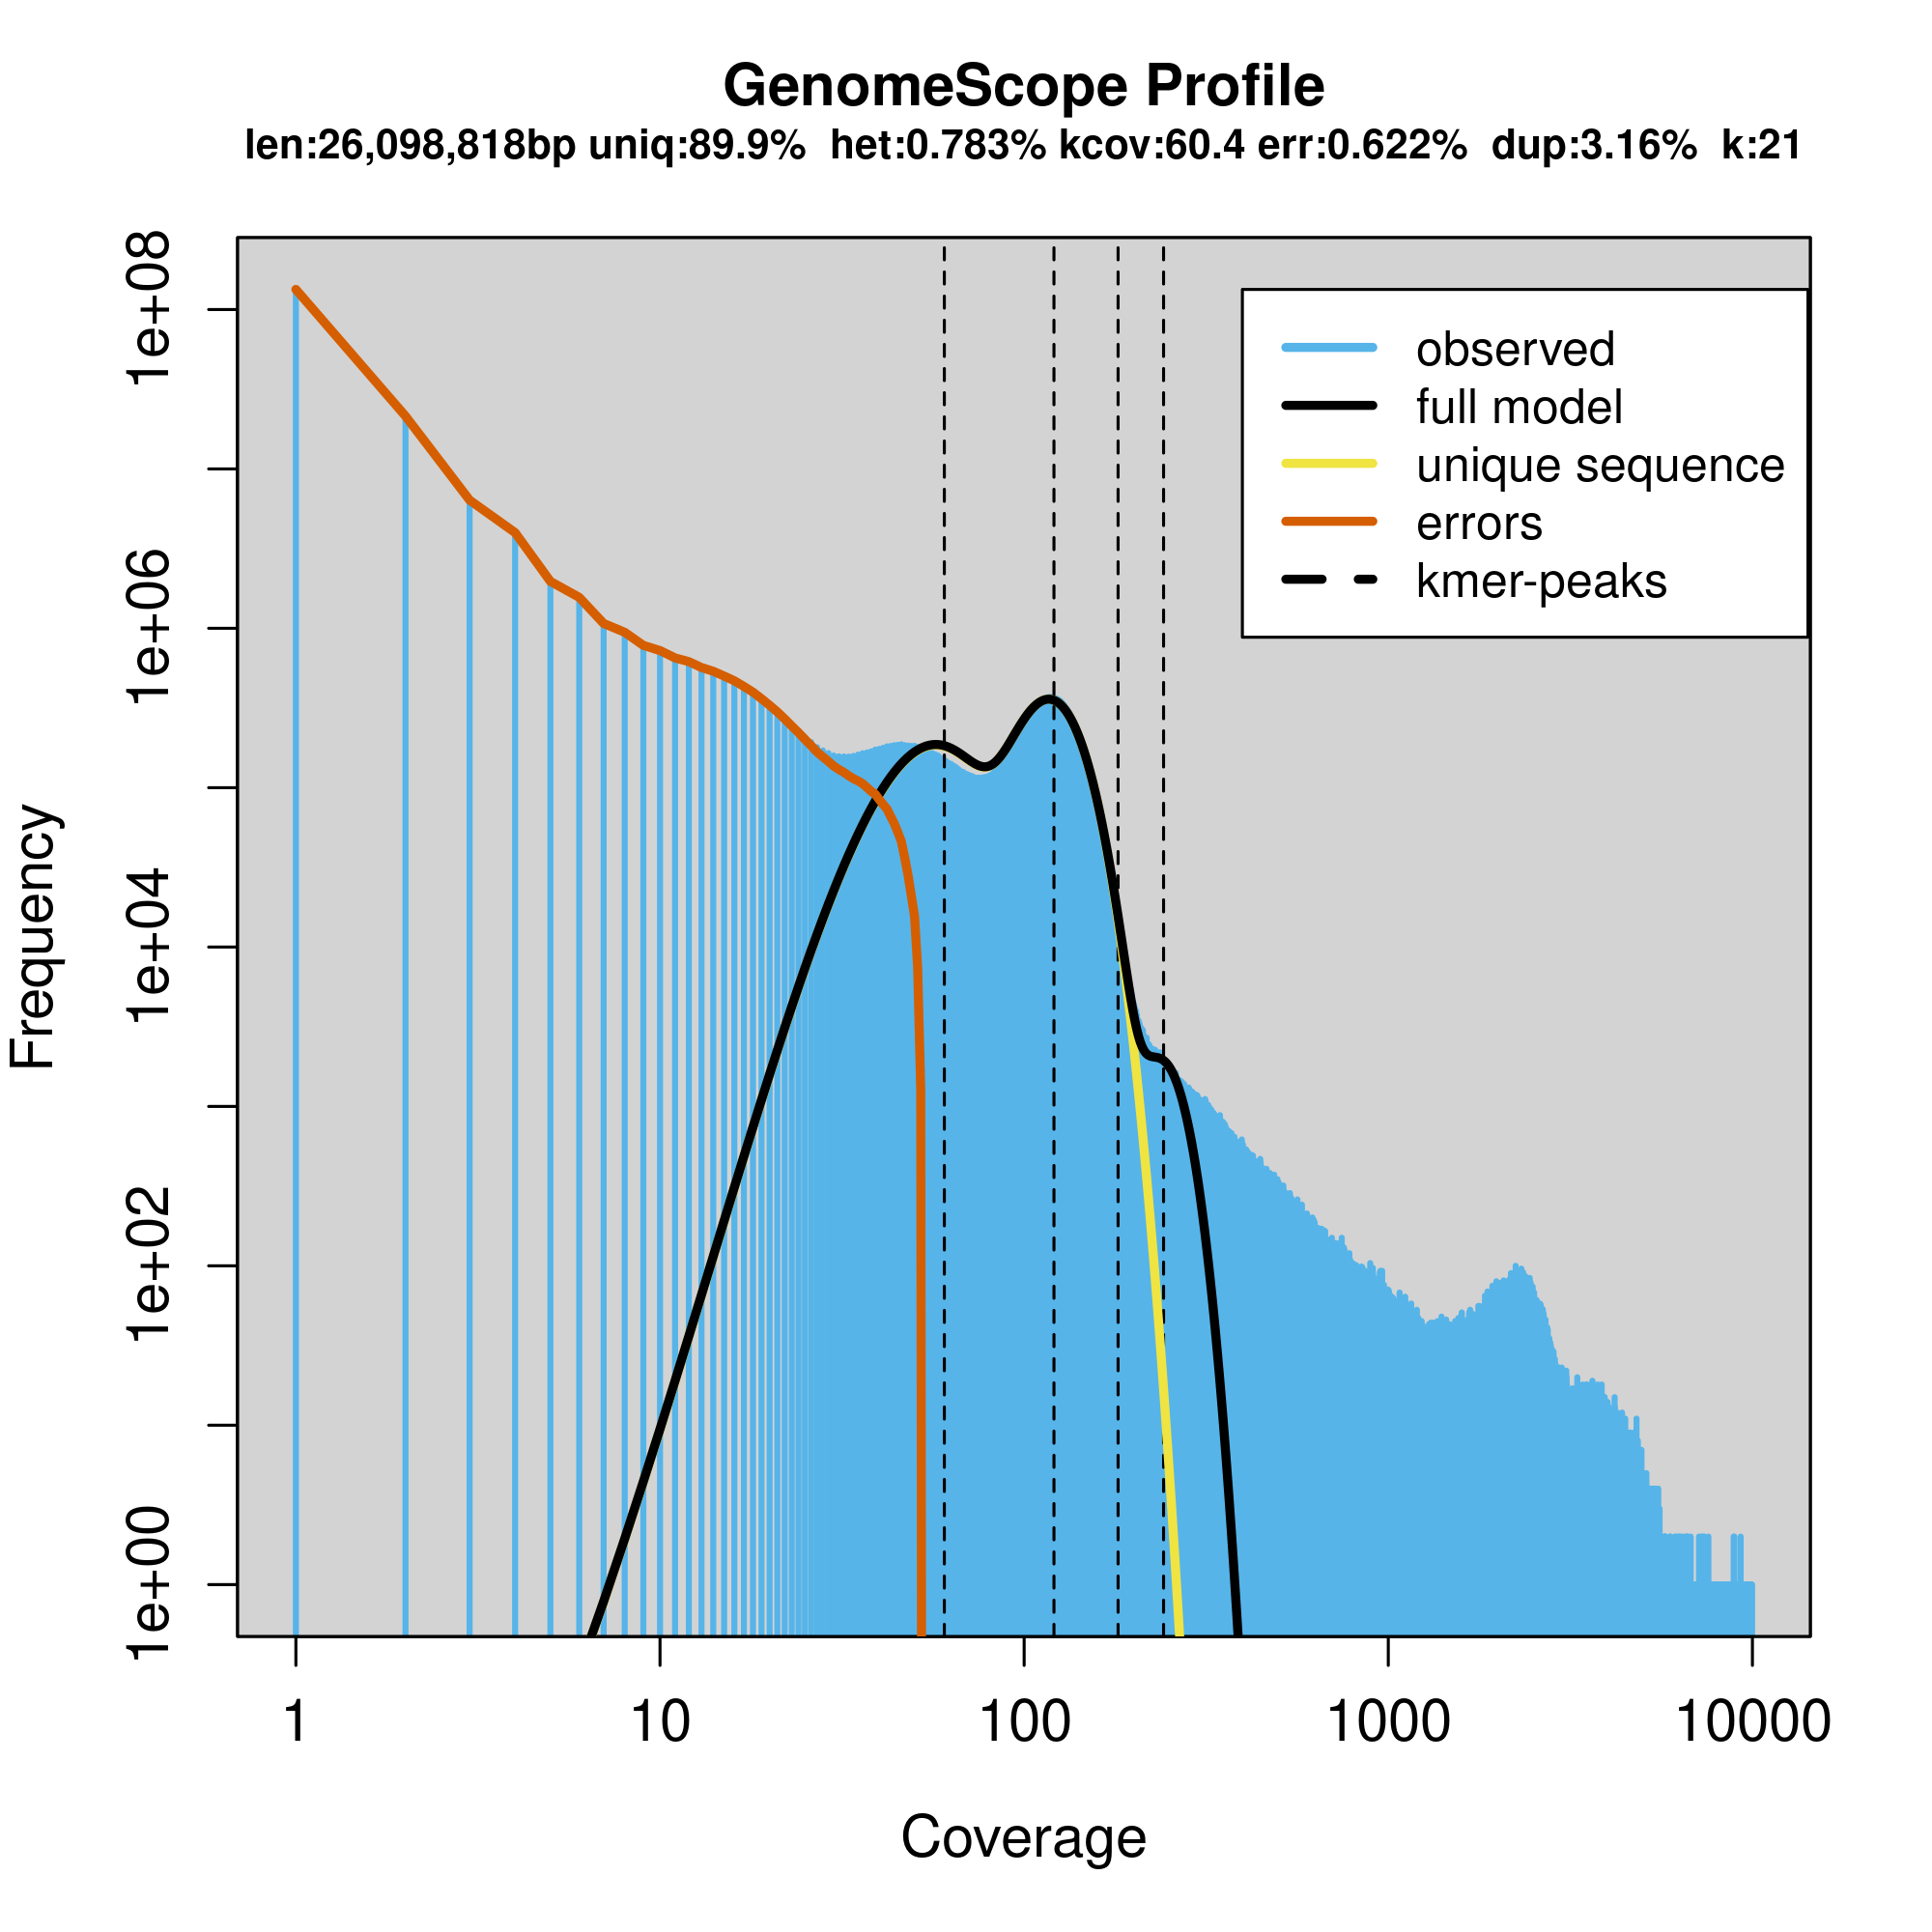 GenomeScope Profile
len:26,098,818bp uniq:89.9% het:0.783% kcov:60.4 err:0.622% dup:3.16% k:21
observed
full model
unique sequence
errors
kmer-peaks
Frequency
1e+08
1e+06
1e+04
1e+02
1e+00
1 10 100 1000 10000
Coverage